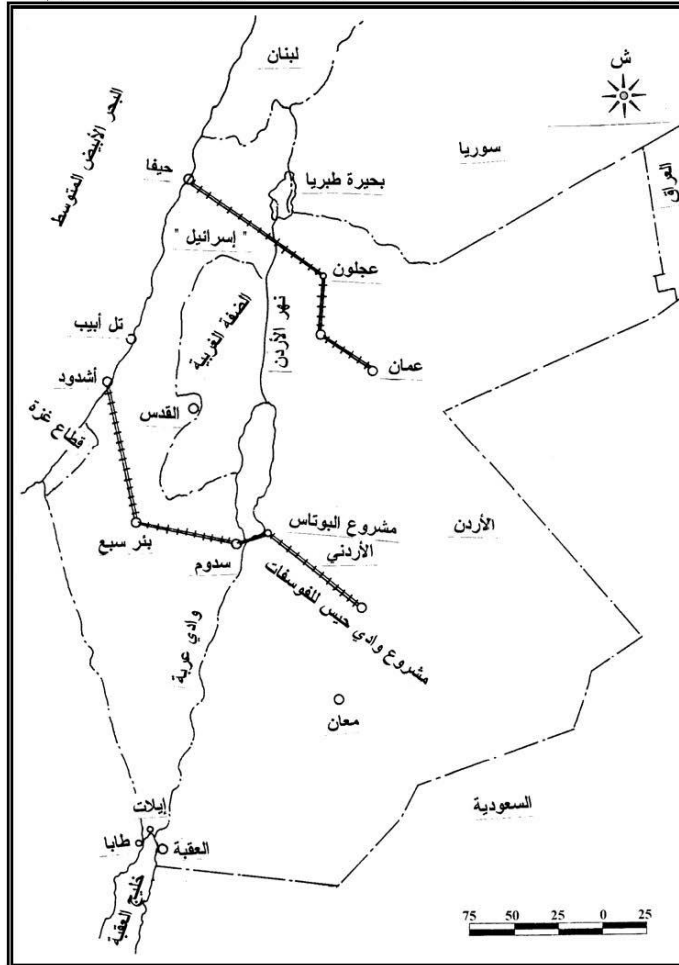 لبنان
ش
البحر الأبيض المتوسط
سوريا
العراق
حيفا
بحيرة طبريا
" إسرائيل "
عجلون
الضفة الغربية
نهر الأردن
تل أبيب
عمان
أشدود
القدس
قطاع غزة
مشروع البوتاس
الأردني
الأردن
بئر سبع
سدوم
مشروع وادي حيس للفوسفات
وادي عربة
معان
السعودية
إيلات
طابا
العقبة
خليج العقبة
75 50 25 0 25